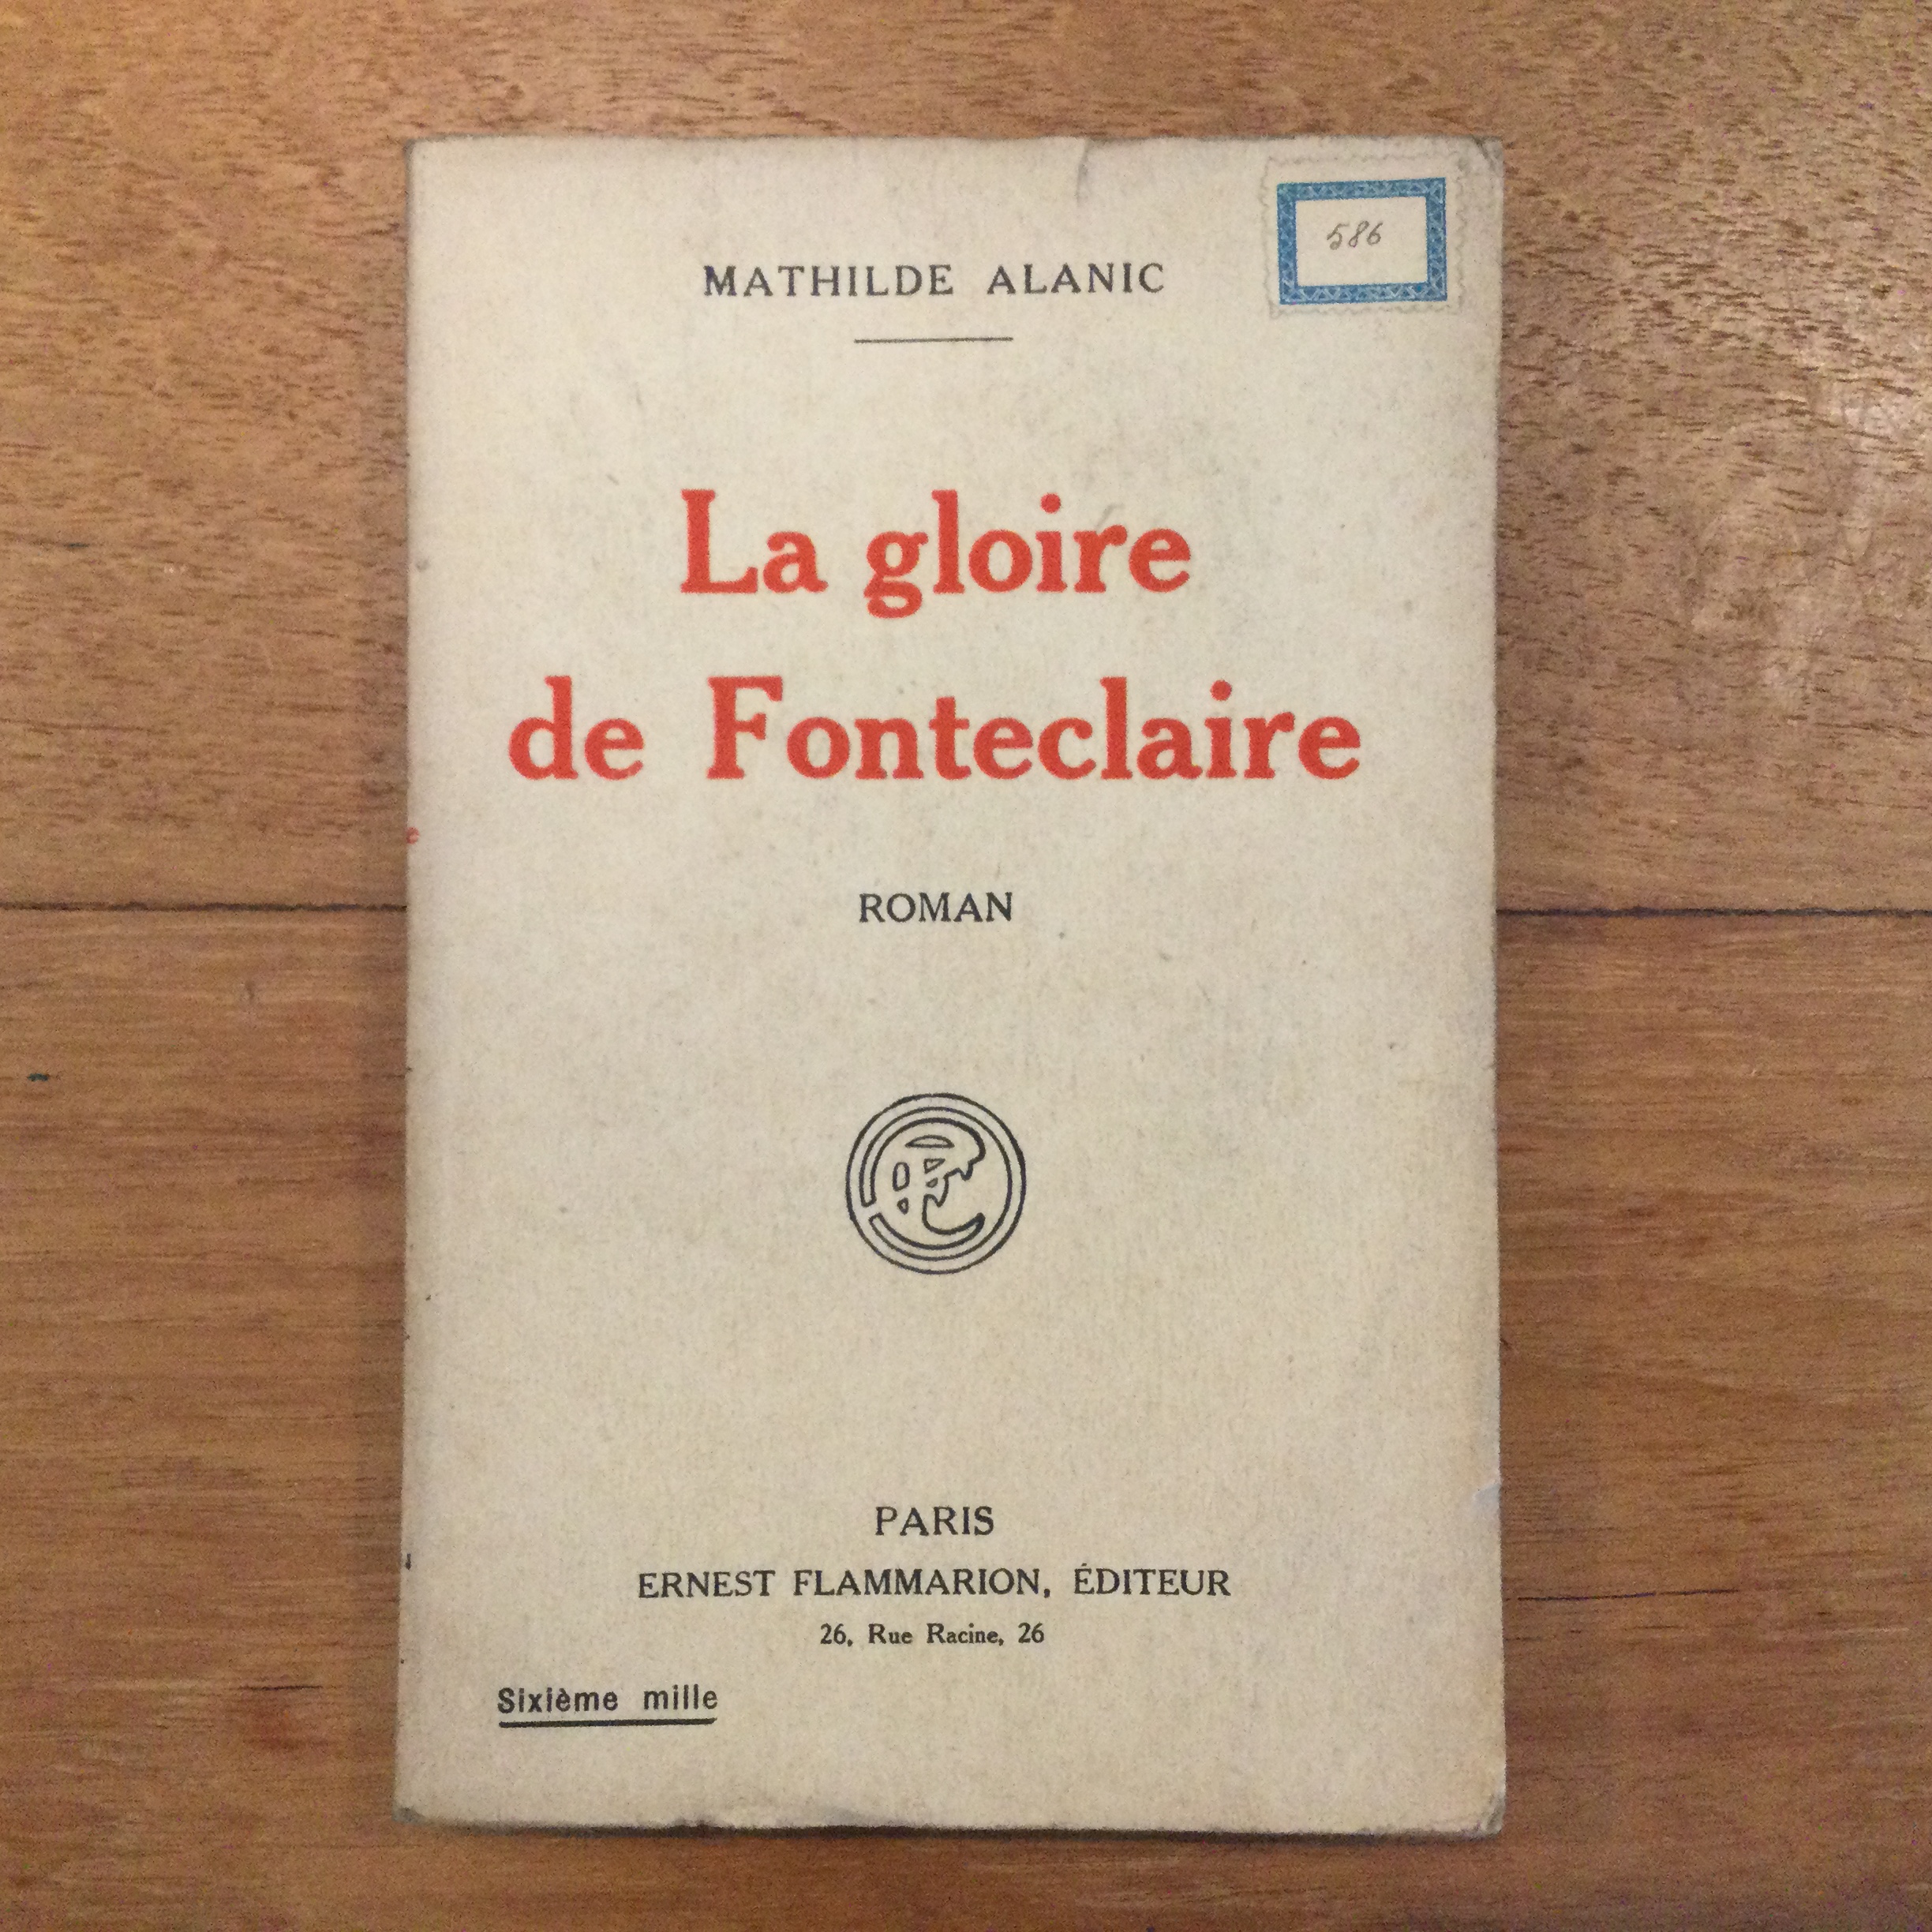 586
MATHILDE ALANIC
La gloire
de Fonteclaire
ROMAN
PARIS
ERNEST FLAMMARION, ÉDITEUR
26, Rue Racine, 26
Sixième mille